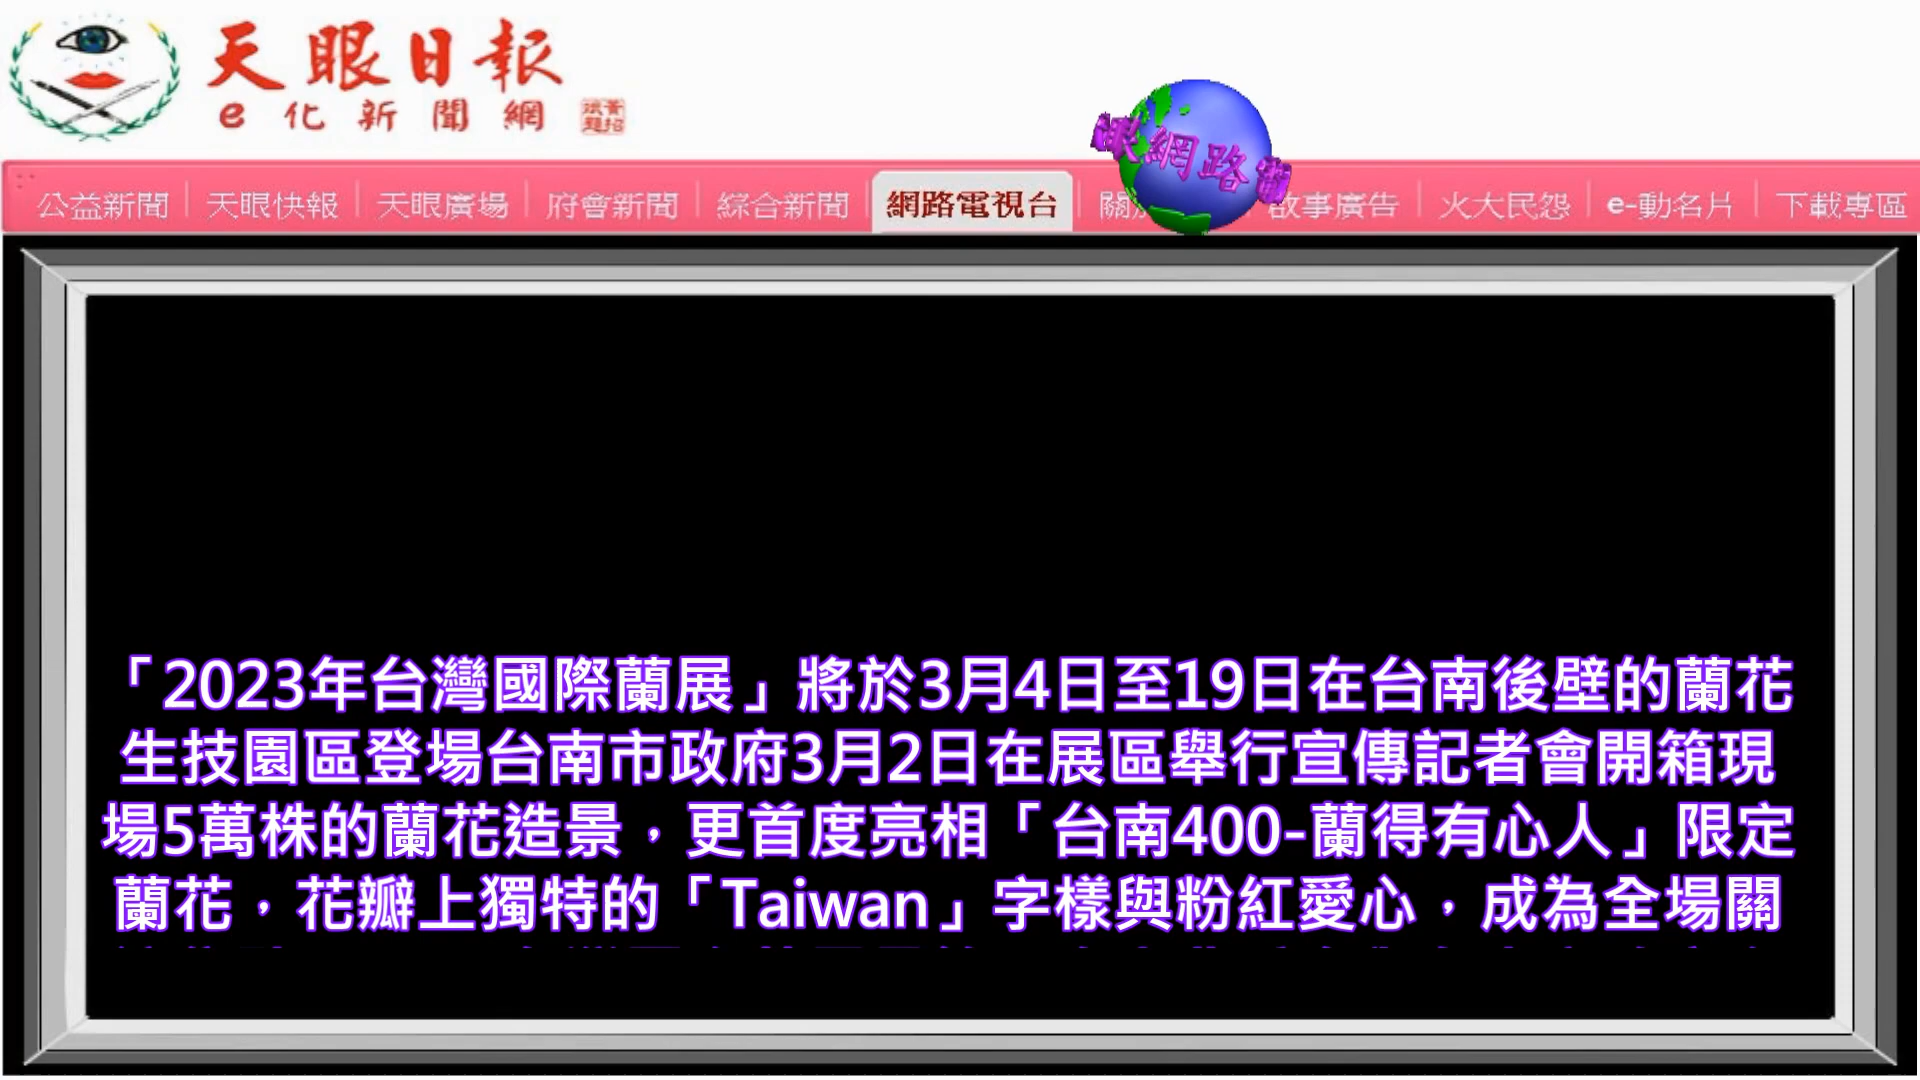 天眼日報
e化新聞網
眼網路電
公益新聞 天眼快報 天眼廣場 府會新聞 綜合新聞 網路電視台 關 啟事廣告 火大民怨 e-動名片 下載專區
「2023年台灣國際蘭展」將於3月4日至19日在台南後壁的蘭花
生技園區登場台南市政府3月2日在展區舉行宣傳記者會開箱現
場5萬株的蘭花造景，更首度亮相「台南400-蘭得有心人」限定
蘭花，花瓣上獨特的「Taiwan」字樣與粉紅愛心，成為全場關